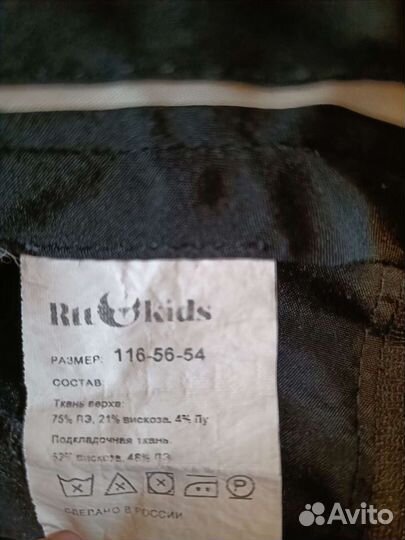 Ru kids
РАЗМЕР: 116-56-54
СОСТАВ
Ткань верха:
75% ПЭ, 21% вискоза, 4% Пу
Подкладочная ткань:
52% вискоза, 48% ПЭ
P
СДЕЛАНО В РОССИИ
Avito